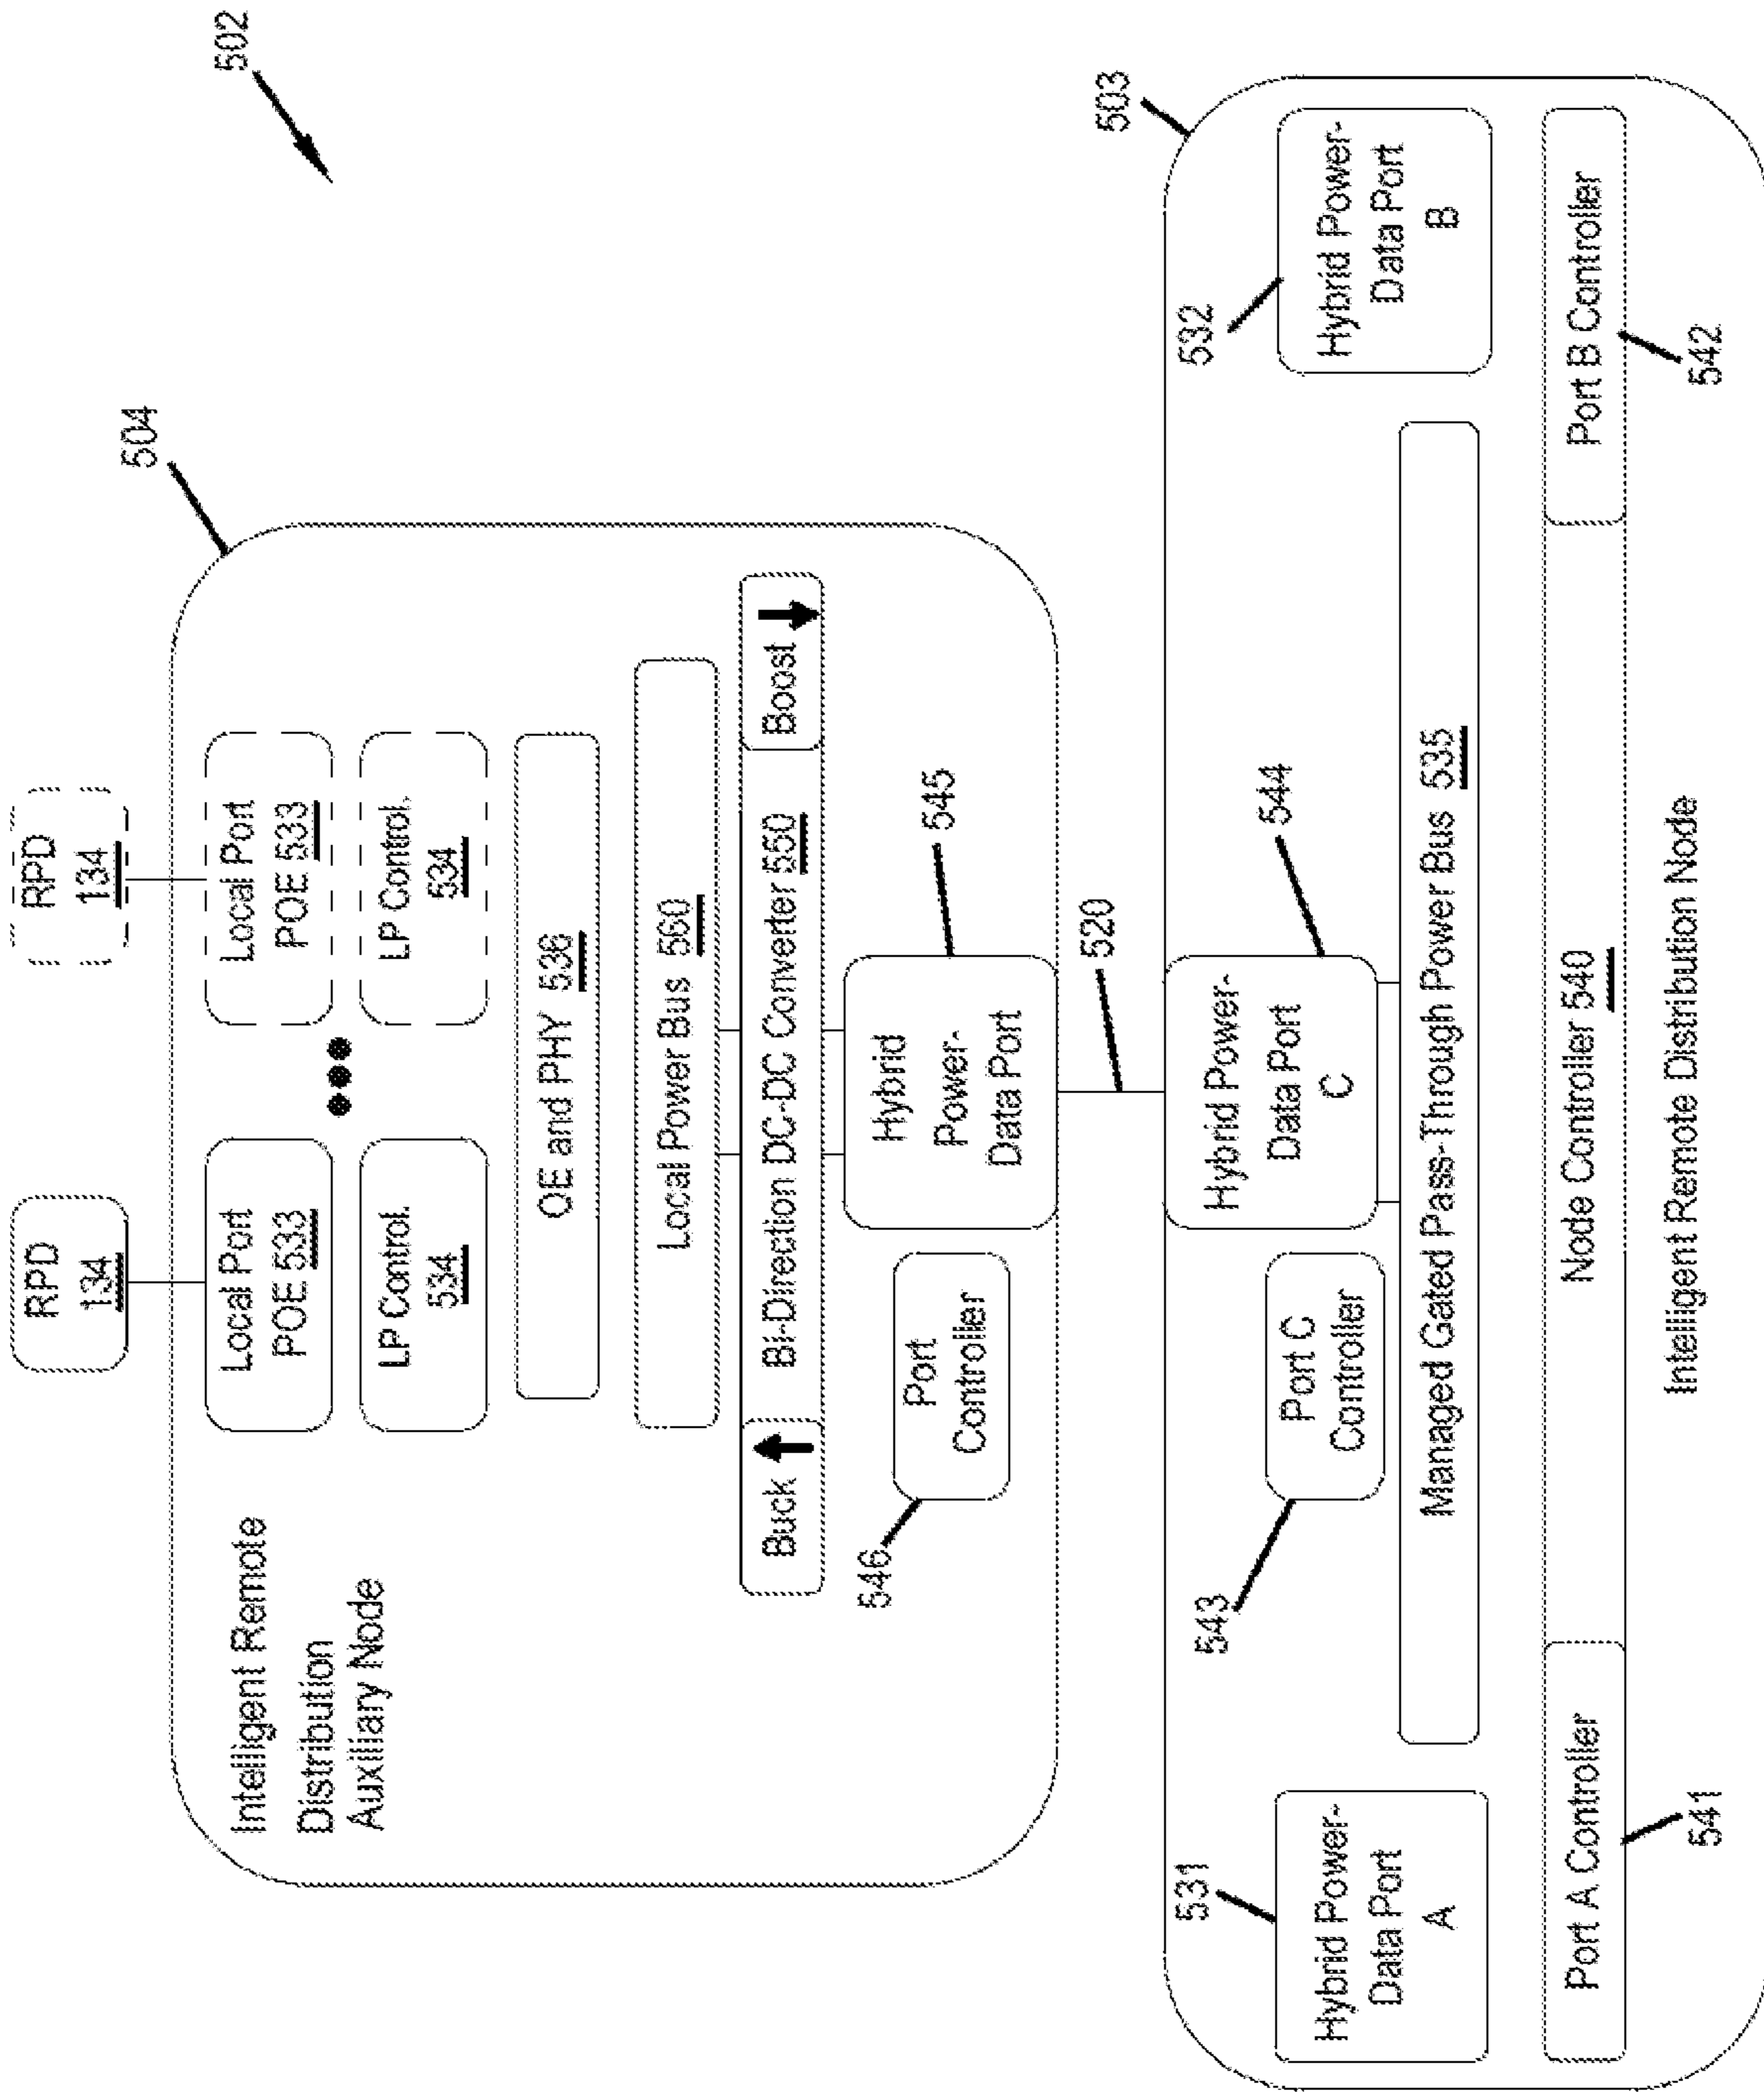 502
504
RPD
134
RPD
134
Intelligent Remote
Distribution
Auxiliary Node
Local Port
POE 533
Local Port
POE 533
LP Control.
534
LP Control.
534
OE and PHY 536
Local Power Bus 560
Buck
Bi-Direction DC-DC Converter 550
Boost
546
Port
Controller
Hybrid
Power-
Data Port
545
520
503
531
Hybrid Power-
Data Port
A
543
Port C
Controller
Hybrid Power-
Data Port
C
544
532
Hybrid Power-
Data Port
B
Managed Gated Pass-Through Power Bus 535
Port A Controller
Node Controller 540
Port B Controller
541
542
Intelligent Remote Distribution Node